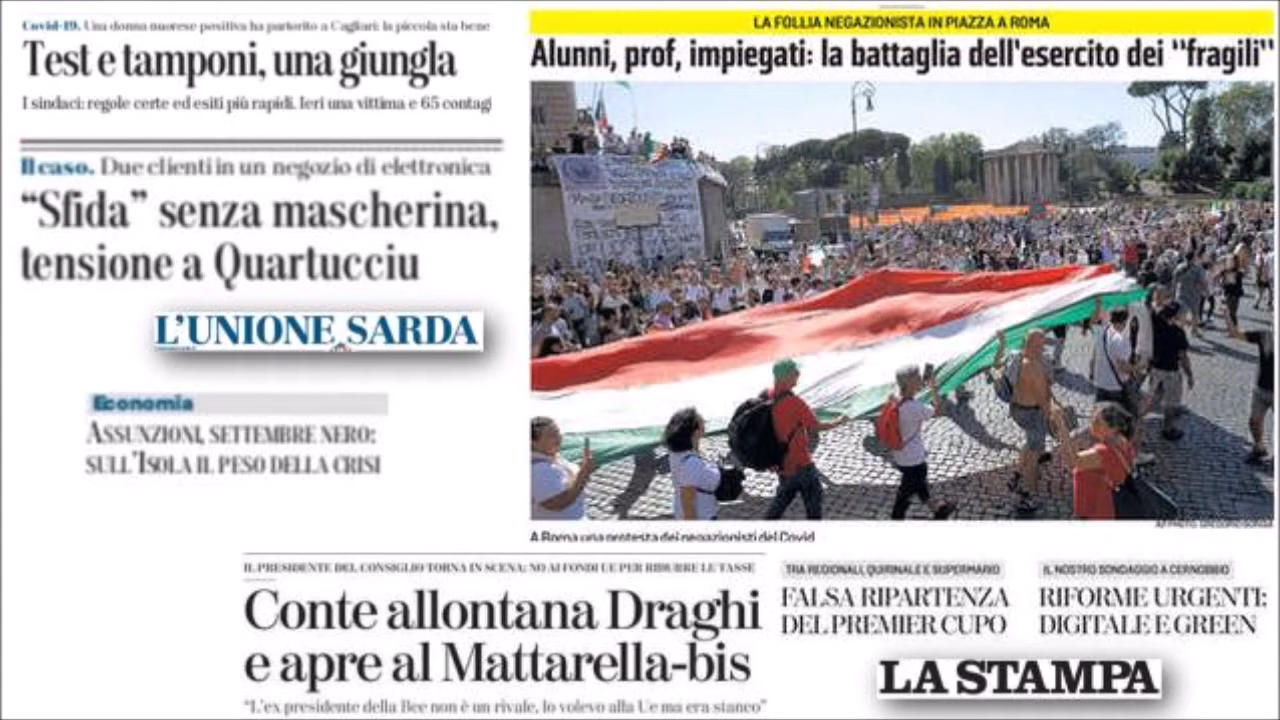 Covid-19. Una donna nuorese positiva ha partorito a Cagliari: la piccola sta bene
Test e tamponi, una giungla
I sindaci: regole certe ed esiti più rapidi. Ieri una vittima e 65 contagi
Il caso. Due clienti in un negozio di elettronica
“Sfida” senza mascherina,
tensione a Quartucciu
L'UNIONE SARDA
Economia
ASSUNZIONI, SETTEMBRE NERO:
SULL'ISOLA IL PESO DELLA CRISI
LA FOLLIA NEGAZIONISTA IN PIAZZA A ROMA
Alunni, prof, impiegati: la battaglia dell'esercito dei "fragili"
A Roma una protesta dei negazionisti del Covid
IL PRESIDENTE DEL CONSIGLIO TORNA IN SCENA: NO AI FONDI UE PER RIDURRE LE TASSE
Conte allontana Draghi
e apre al Mattarella-bis
“L'ex presidente della Bce non è un rivale, lo volevo alla Ue ma era stanco”
TRA REGIONALI, QUIRINALE E SUPERMARIO
FALSA RIPARTENZA
DEL PREMIER CUPO
IL NOSTRO SONDAGGIO A CERNOBBIO
RIFORME URGENTI:
DIGITALE E GREEN
LA STAMPA